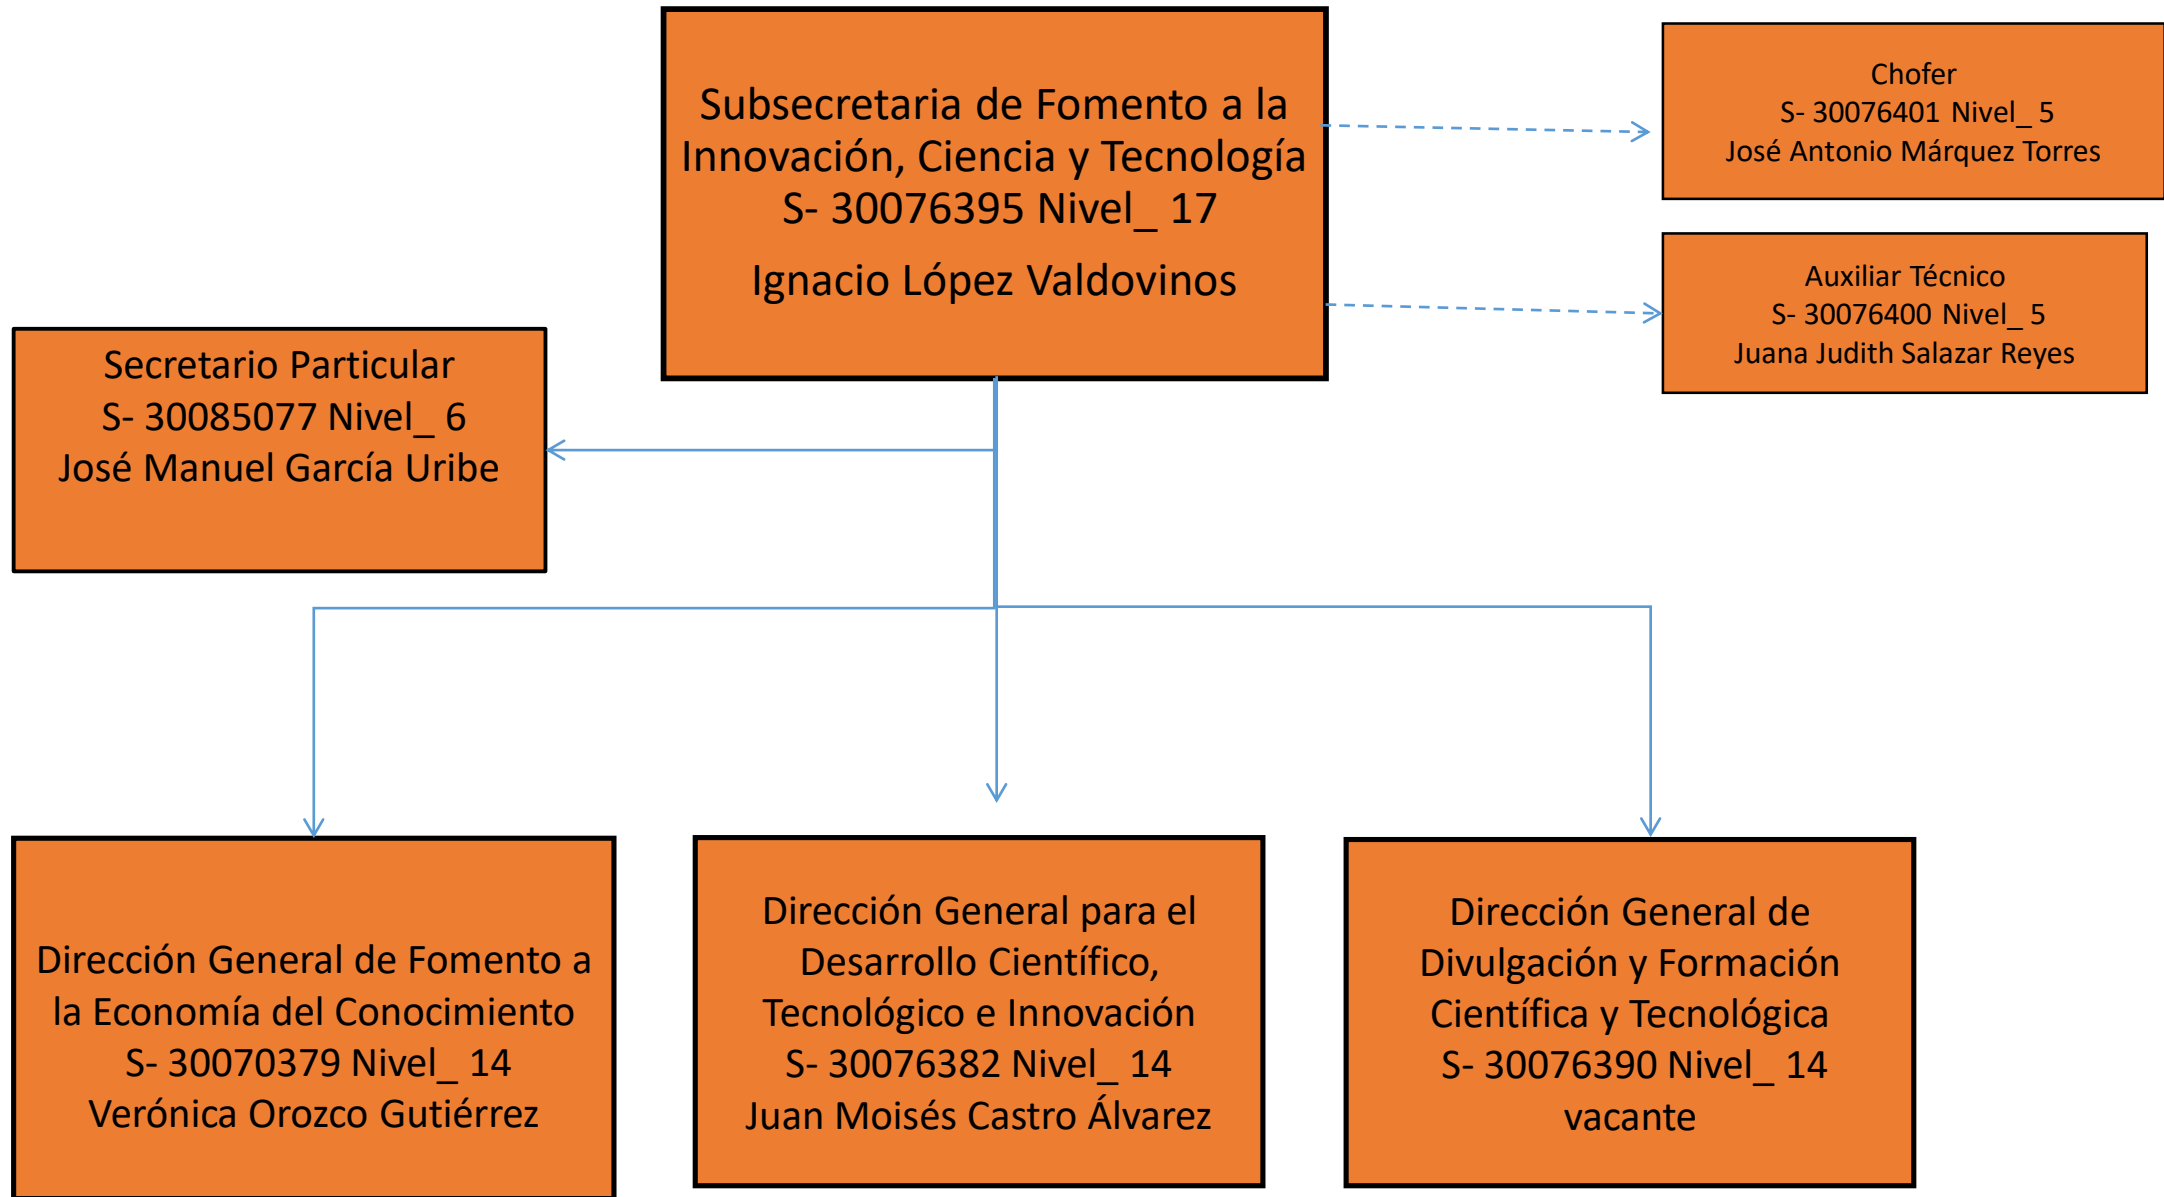 Subsecretaria de Fomento a la
Innovación, Ciencia y Tecnología
S- 30076395 Nivel_ 17
Ignacio López Valdovinos
Chofer
S- 30076401 Nivel_ 5
José Antonio Márquez Torres
Auxiliar Técnico
S- 30076400 Nivel_ 5
Juana Judith Salazar Reyes
Secretario Particular
S- 30085077 Nivel_ 6
José Manuel García Uribe
Dirección General de Fomento a
la Economía del Conocimiento
S- 30070379 Nivel_ 14
Verónica Orozco Gutiérrez
Dirección General para el
Desarrollo Científico,
Tecnológico e Innovación
S- 30076382 Nivel_ 14
Juan Moisés Castro Álvarez
Dirección General de
Divulgación y Formación
Científica y Tecnológica
S- 30076390 Nivel_ 14
vacante